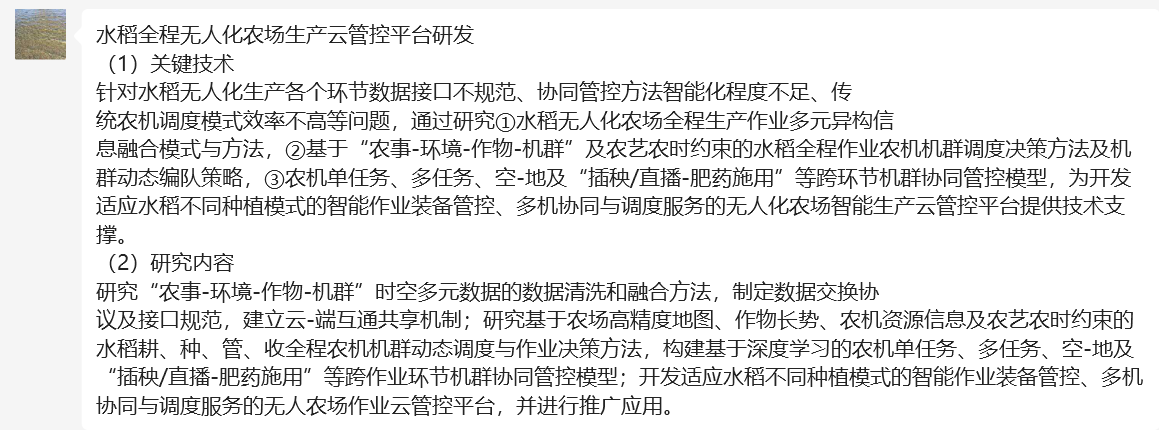 水稻全程无人化农场生产云管控平台研发
（1）关键技术
针对水稻无人化生产各个环节数据接口不规范、协同管控方法智能化程度不足、传
统农机调度模式效率不高等问题，通过研究①水稻无人化农场全程生产作业多元异构信
息融合模式与方法，②基于“农事-环境-作物-机群”及农艺农时约束的水稻全程作业农机机群调度决策方法及机
群动态编队策略，③农机单任务、多任务、空-地及“插秧/直播-肥药施用”等跨环节机群协同管控模型，为开发
适应水稻不同种植模式的智能作业装备管控、多机协同与调度服务的无人化农场智能生产云管控平台提供技术支
撑。
（2）研究内容
研究“农事-环境-作物-机群”时空多元数据的数据清洗和融合方法，制定数据交换协
议及接口规范，建立云-端互通共享机制；研究基于农场高精度地图、作物长势、农机资源信息及农艺农时约束的
水稻耕、种、管、收全程农机机群动态调度与作业决策方法，构建基于深度学习的农机单任务、多任务、空-地及
“插秧/直播-肥药施用”等跨作业环节机群协同管控模型；开发适应水稻不同种植模式的智能作业装备管控、多机
协同与调度服务的无人农场作业云管控平台，并进行推广应用。